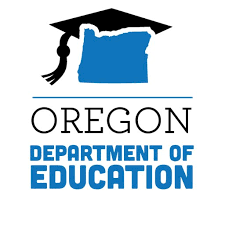 OREGON
DEPARTMENT OF
EDUCATION